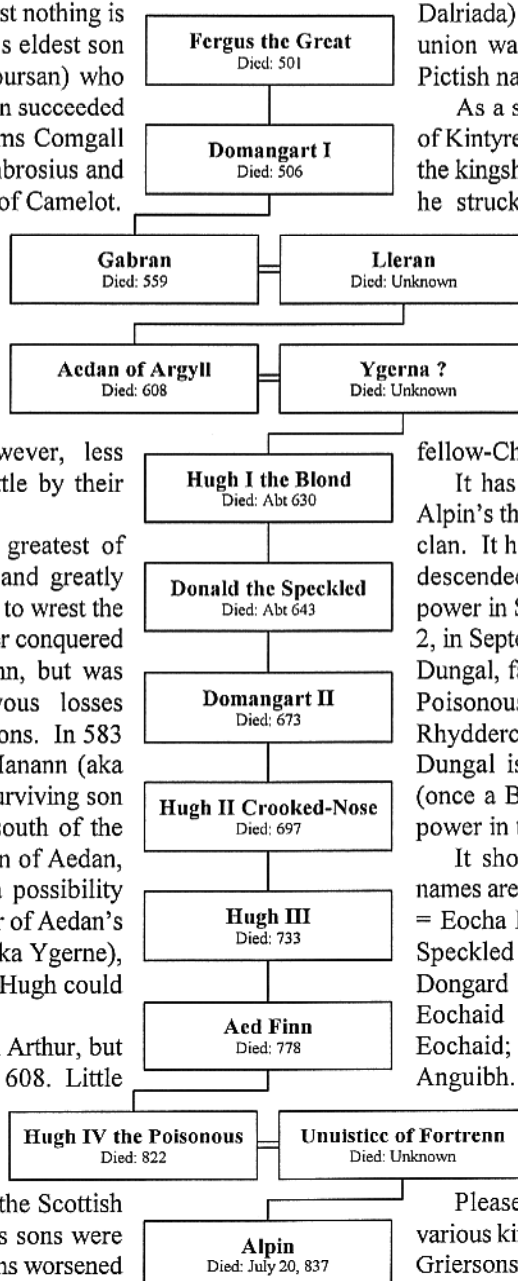 st nothing is
s eldest son
oursan) who
n succeeded
ms Comgall
mbrosius and
of Camelot.
Fergus the Great
Died: 501
Domangart I
Died: 506
Dalriada)
union wa
Pictish na
As a s
of Kintyre
the kingsh
he struck
Gabran
Died: 559
Lleran
Died: Unknown
Aedan of Argyll
Died: 608
Ygerna ?
Died: Unknown
wever, less
ttle by their
greatest of
and greatly
to wrest the
er conquered
nn, but was
vous losses
ons. In 583
Manann (aka
urviving son
south of the
n of Aedan,
a possibility
r of Aedan's
ka Ygerne),
Hugh could
Arthur, but
608. Little
Hugh I the Blond
Died: Abt 630
Donald the Speckled
Died: Abt 643
Domangart II
Died: 673
Hugh II Crooked-Nose
Died: 697
Hugh III
Died: 733
Aed Finn
Died: 778
fellow-Ch
It has
Alpin's th
clan. It h
descended
power in S
2, in Septe
Dungal, fa
Poisonous
Rhydderc
Dungal is
(once a B
power in t
It sho
names are
= Eocha
Speckled
Dongard
Eochaid
Eochaid;
Anguibh.
Hugh IV the Poisonous
Died: 822
Unuisticc of Fortrenn
Died: Unknown
the Scottish
s sons were
ns worsened
Alpin
Died: July 20, 837
Please
various kin
Griersons